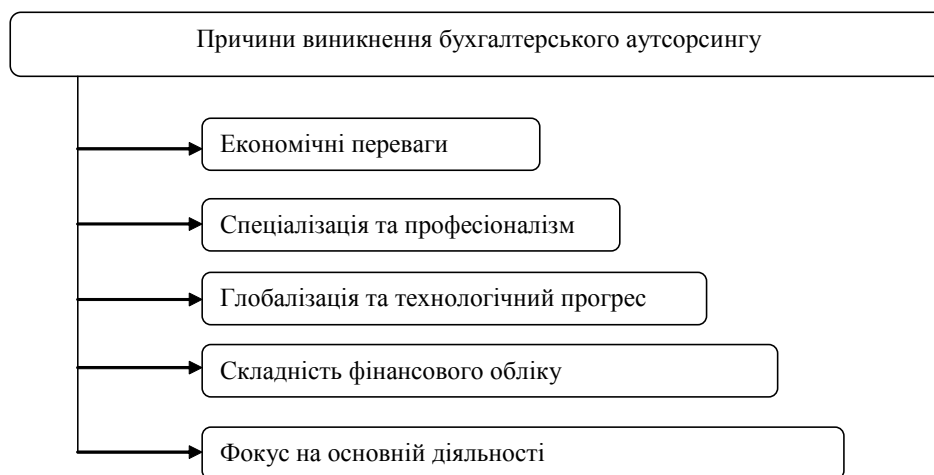 Причини виникнення бухгалтерського аутсорсингу
Економічні переваги
Спеціалізація та професіоналізм
Глобалізація та технологічний прогрес
Складність фінансового обліку
Фокус на основній діяльності